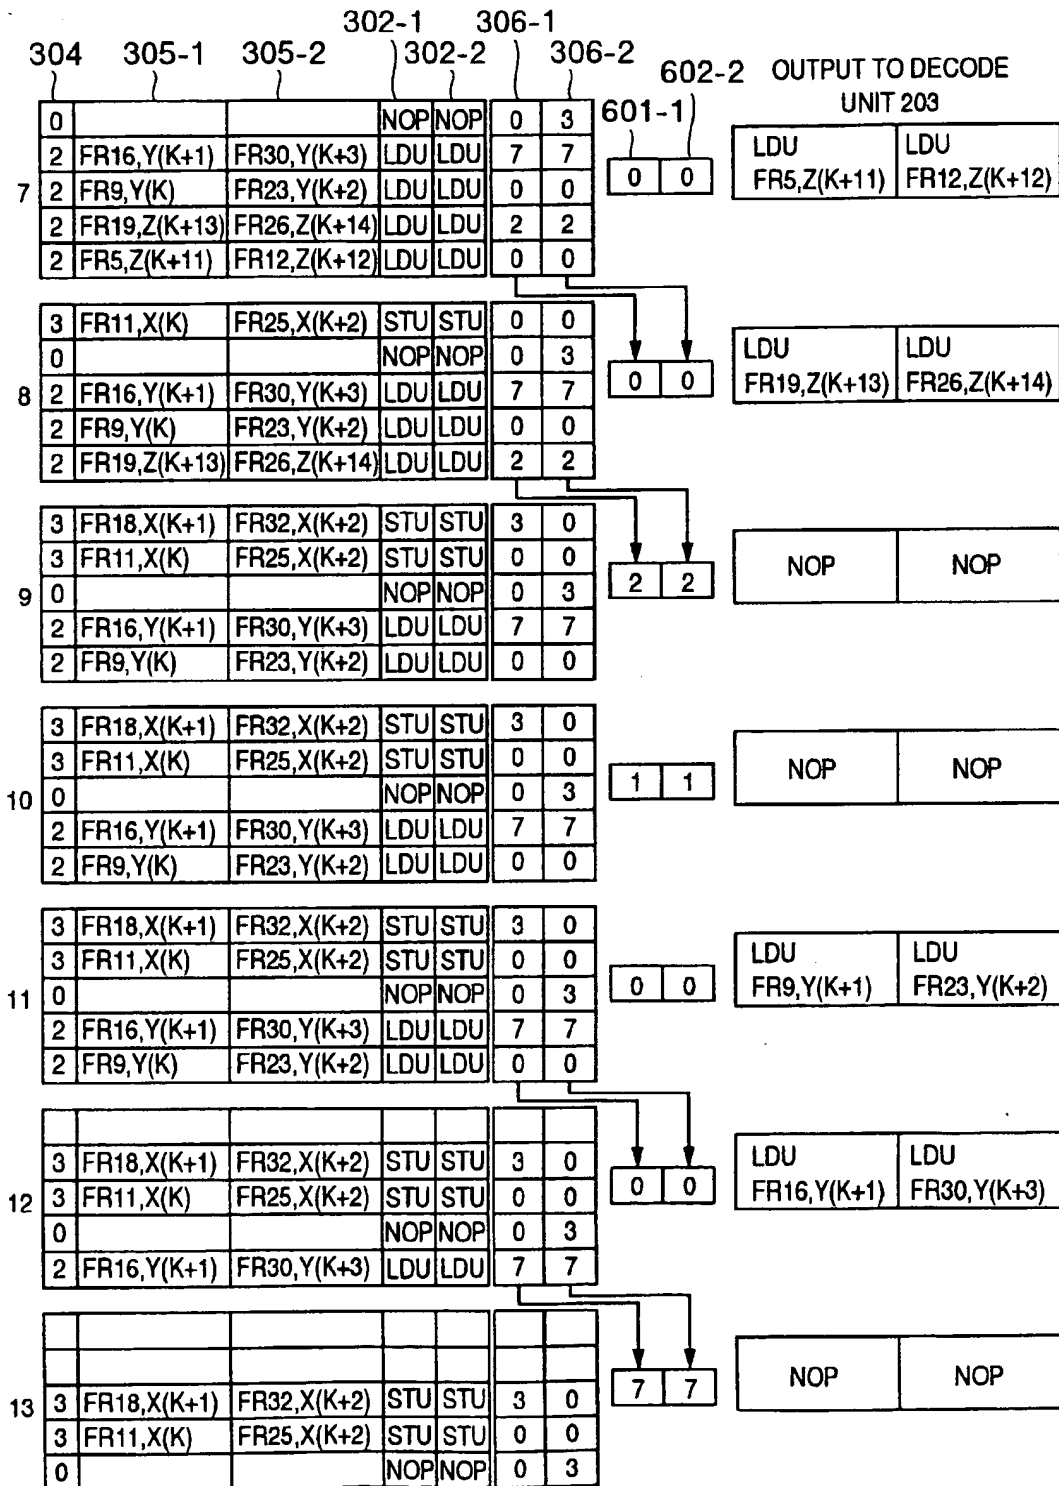 302-1 306-1
304 305-1 305-2 302-2 306-2
602-2 OUTPUT TO DECODE
601-1 UNIT 203
7
0 NOP NOP 0 3
2 FR16,Y(K+1) FR30,Y(K+3) LDU LDU 7 7
2 FR9,Y(K) FR23,Y(K+2) LDU LDU 0 0
2 FR19,Z(K+13) FR26,Z(K+14) LDU LDU 2 2
2 FR5,Z(K+11) FR12,Z(K+12) LDU LDU 0 0
0 0
LDU LDU
FR5,Z(K+11) FR12,Z(K+12)
8
3 FR11,X(K) FR25,X(K+2) STU STU 0 0
0 NOP NOP 0 3
2 FR16,Y(K+1) FR30,Y(K+3) LDU LDU 7 7
2 FR9,Y(K) FR23,Y(K+2) LDU LDU 0 0
2 FR19,Z(K+13) FR26,Z(K+14) LDU LDU 2 2
0 0
LDU LDU
FR19,Z(K+13) FR26,Z(K+14)
9
3 FR18,X(K+1) FR32,X(K+2) STU STU 3 0
3 FR11,X(K) FR25,X(K+2) STU STU 0 0
0 NOP NOP 0 3
2 FR16,Y(K+1) FR30,Y(K+3) LDU LDU 7 7
2 FR9,Y(K) FR23,Y(K+2) LDU LDU 0 0
2 2
NOP NOP
10
3 FR18,X(K+1) FR32,X(K+2) STU STU 3 0
3 FR11,X(K) FR25,X(K+2) STU STU 0 0
0 NOP NOP 0 3
2 FR16,Y(K+1) FR30,Y(K+3) LDU LDU 7 7
2 FR9,Y(K) FR23,Y(K+2) LDU LDU 0 0
1 1
NOP NOP
11
3 FR18,X(K+1) FR32,X(K+2) STU STU 3 0
3 FR11,X(K) FR25,X(K+2) STU STU 0 0
0 NOP NOP 0 3
2 FR16,Y(K+1) FR30,Y(K+3) LDU LDU 7 7
2 FR9,Y(K) FR23,Y(K+2) LDU LDU 0 0
0 0
LDU LDU
FR9,Y(K+1) FR23,Y(K+2)
12
3 FR18,X(K+1) FR32,X(K+2) STU STU 3 0
3 FR11,X(K) FR25,X(K+2) STU STU 0 0
0 NOP NOP 0 3
2 FR16,Y(K+1) FR30,Y(K+3) LDU LDU 7 7
0 0
LDU LDU
FR16,Y(K+1) FR30,Y(K+3)
13
3 FR18,X(K+1) FR32,X(K+2) STU STU 3 0
3 FR11,X(K) FR25,X(K+2) STU STU 0 0
0 NOP NOP 0 3
7 7
NOP NOP